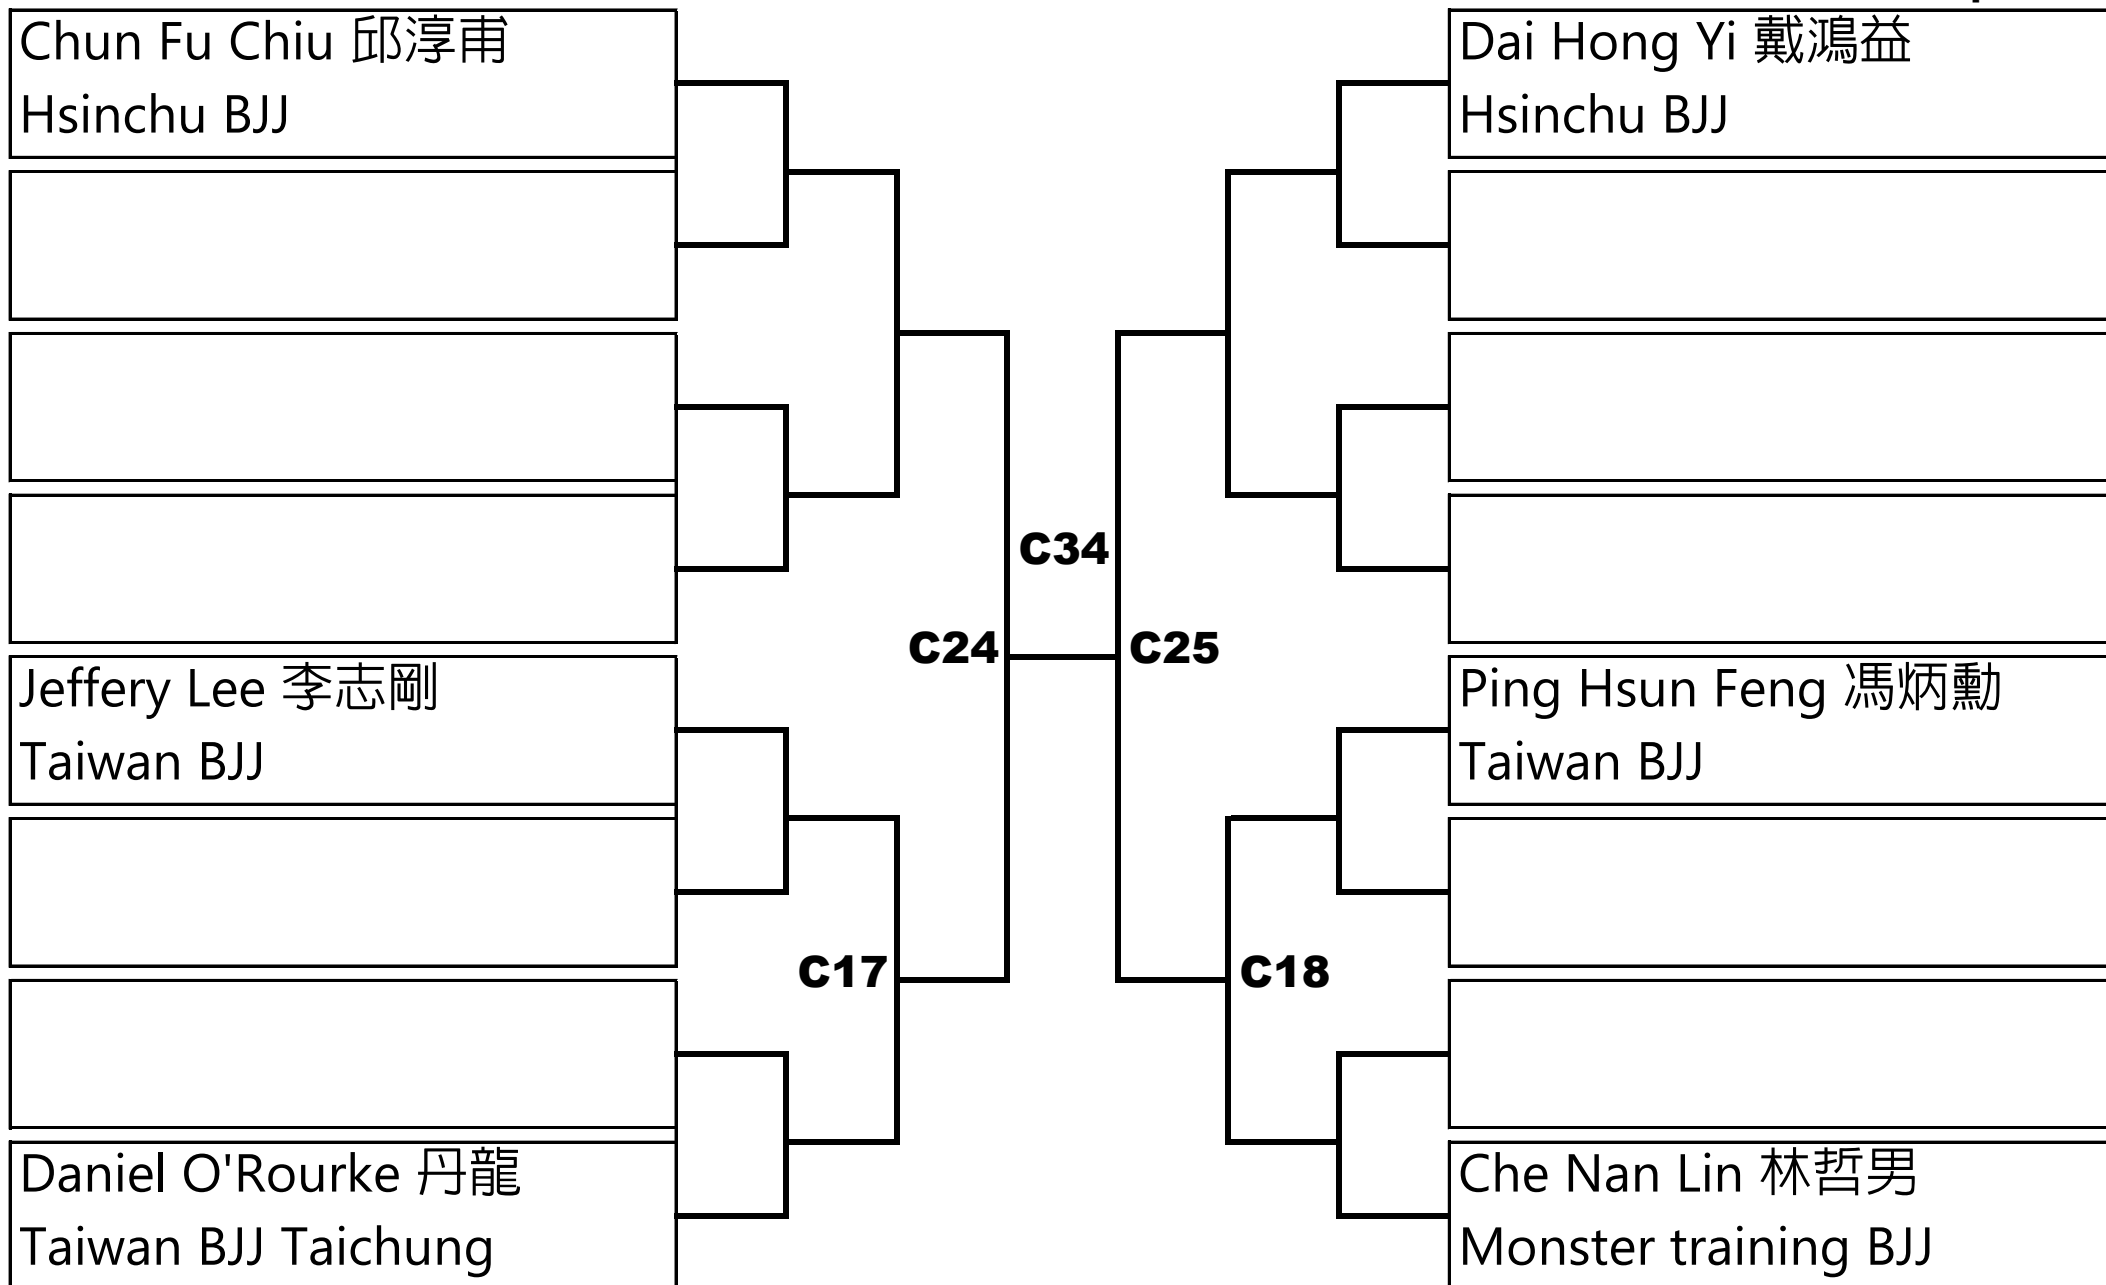 Chun Fu Chiu 邱淳甫
Hsinchu BJJ
Dai Hong Yi 戴鴻益
Hsinchu BJJ
C34
C24
C25
Jeffery Lee 李志剛
Taiwan BJJ
Ping Hsun Feng 馮炳勳
Taiwan BJJ
C17
C18
Daniel O'Rourke 丹龍
Taiwan BJJ Taichung
Che Nan Lin 林哲男
Monster training BJJ